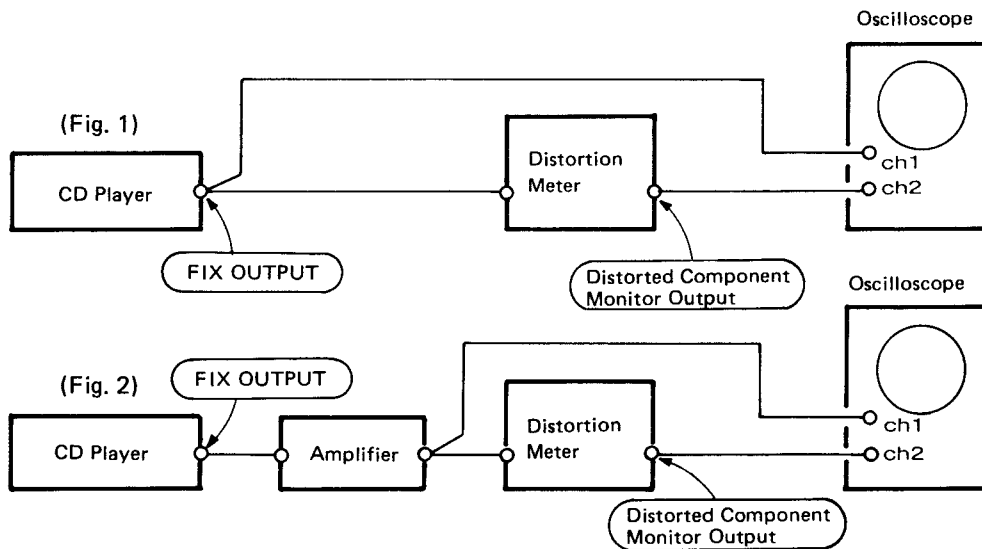 Oscilloscope
(Fig. 1)
CD Player
Distortion
Meter
ch1
ch2
FIX OUTPUT
Distorted Component
Monitor Output
Oscilloscope
(Fig. 2)
FIX OUTPUT
CD Player
Amplifier
Distortion
Meter
ch1
ch2
Distorted Component
Monitor Output